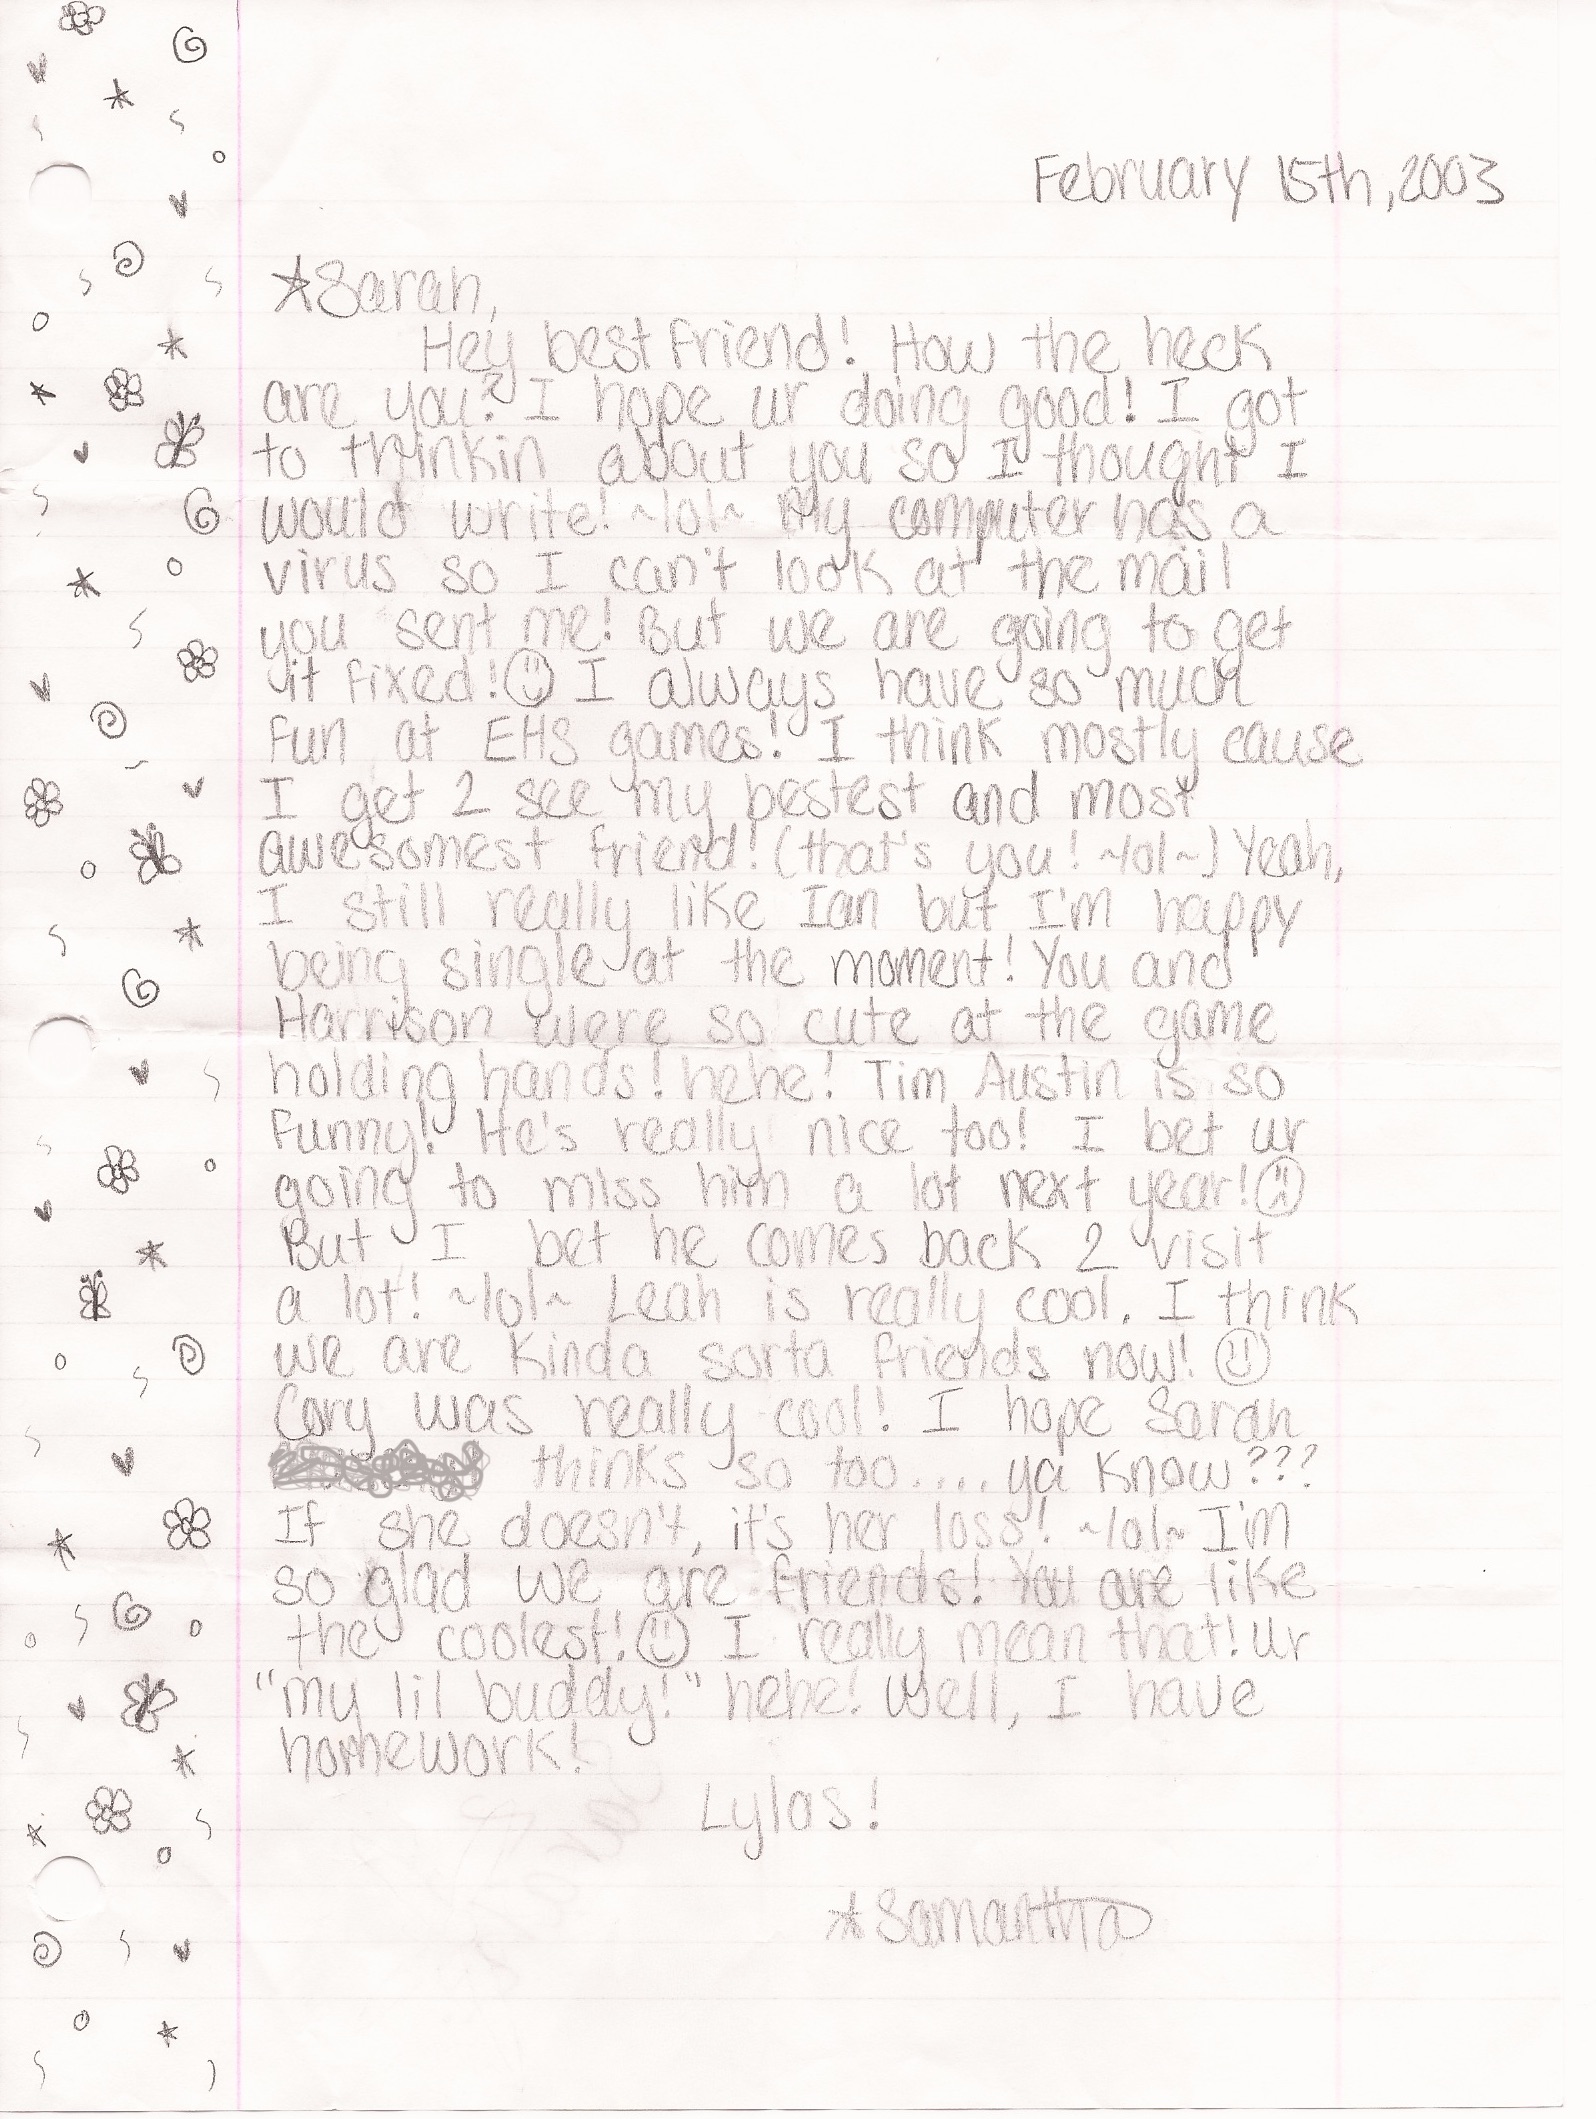 February 15th, 2003
☆Sarah,
Hey best friend! How the heck
are you? I hope ur doing good! I got
to thinkin about you so I thought I
would write! ~lol~ My computer has a
virus so I can't look at the mail
you sent me! But we are going to get
it fixed! ☺ I always have so much
fun at EHS games! I think mostly cause
I get 2 see my bestest and most
awesomest friend! (that's you! ~lol~) Yeah,
I still really like Ian but I'm happy
being single at the moment! You and
Harrison were so cute at the game
holding hands! hehe! Tim Austin is so
funny! He's really nice too! I bet ur
going to miss him a lot next year! ☹
But I bet he comes back 2 visit
a lot! ~lol~ Leah is really cool. I think
we are kinda sorta friends now! ☺
Cory was really cool! I hope Sarah
thinks so too.... ya know???
If she doesn't, it's her loss! ~lol~ I'm
so glad we are friends! You are like
the coolest! ☺ I really mean that! Ur
"my lil buddy!" hehe! Well, I have
homework!
Lylas!
☆Samantha